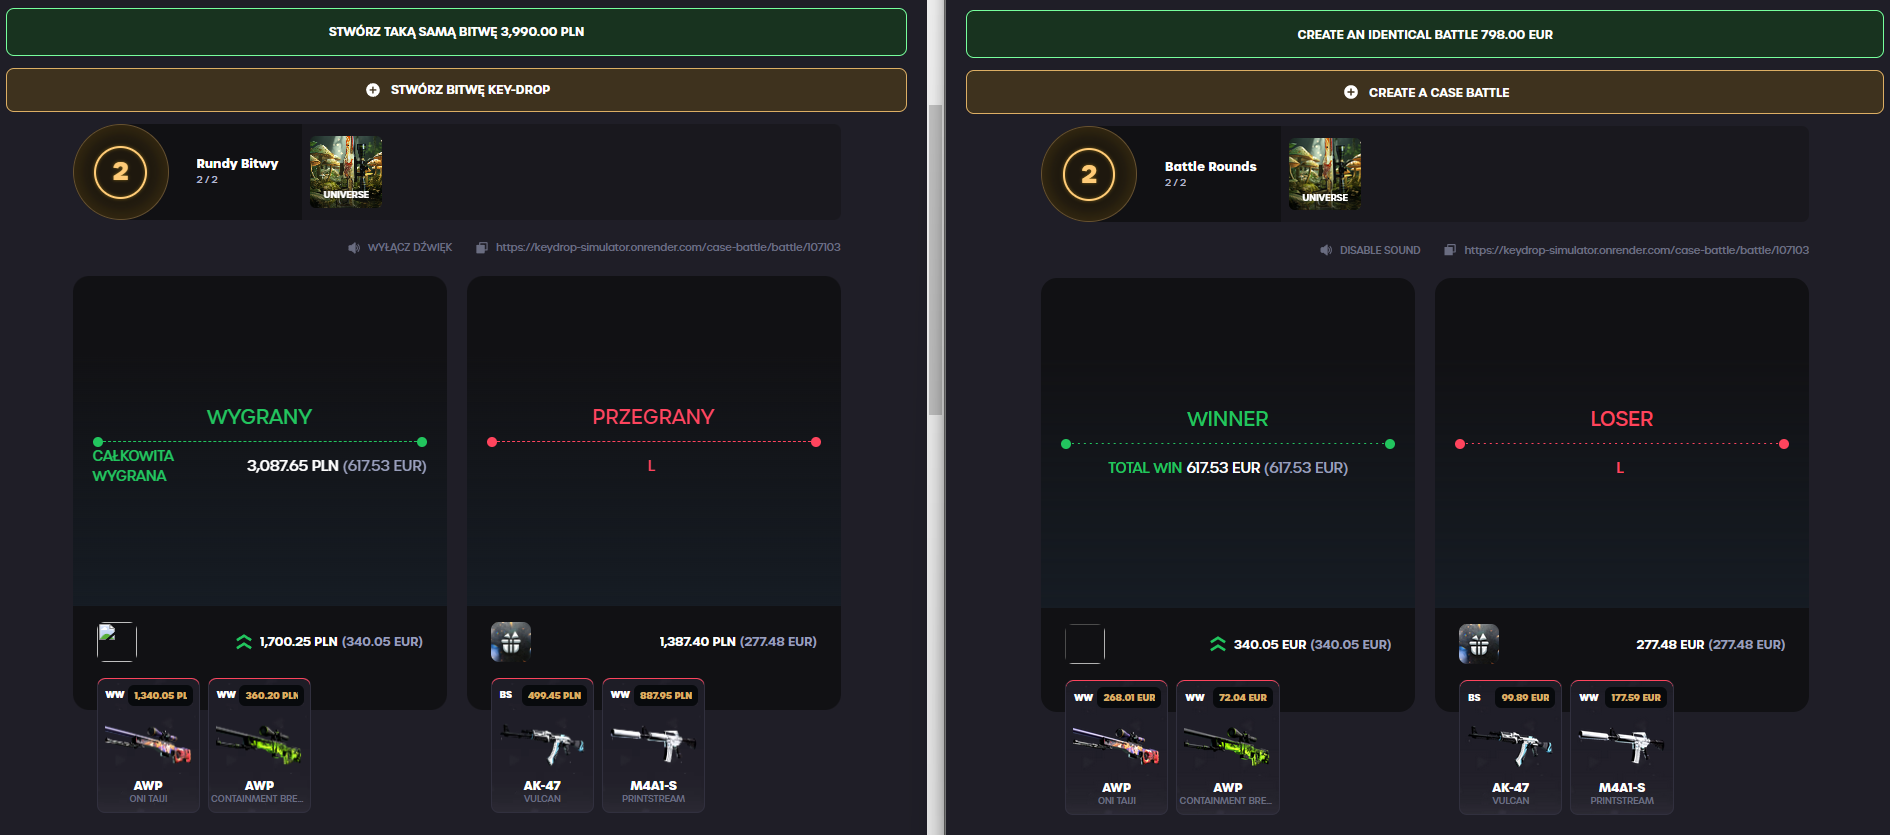 STWÓRZ TAKĄ SAMĄ BITWĘ 3,990.00 PLN
STWÓRZ BITWĘ KEY-DROP
2
Rundy Bitwy
2 / 2
UNIVERSE
WYŁĄCZ DŹWIĘK
https://keydrop-simulator.onrender.com/case-battle/battle/107103
WYGRANY
CAŁKOWITA
WYGRANA
3,087.65 PLN (617.53 EUR)
PRZEGRANY
L
1,700.25 PLN (340.05 EUR)
1,387.40 PLN (277.48 EUR)
WW 1,340.05 PL
AWP
ONI TAIJI
WW 360.20 PLN
AWP
CONTAINMENT BRE...
BS 499.45 PLN
AK-47
VULCAN
WW 887.95 PLN
M4A1-S
PRINTSTREAM
CREATE AN IDENTICAL BATTLE 798.00 EUR
CREATE A CASE BATTLE
2
Battle Rounds
2 / 2
UNIVERSE
DISABLE SOUND
https://keydrop-simulator.onrender.com/case-battle/battle/107103
WINNER
TOTAL WIN 617.53 EUR (617.53 EUR)
LOSER
L
340.05 EUR (340.05 EUR)
277.48 EUR (277.48 EUR)
WW 268.01 EUR
AWP
ONI TAIJI
WW 72.04 EUR
AWP
CONTAINMENT BRE...
BS 99.89 EUR
AK-47
VULCAN
WW 177.59 EUR
M4A1-S
PRINTSTREAM